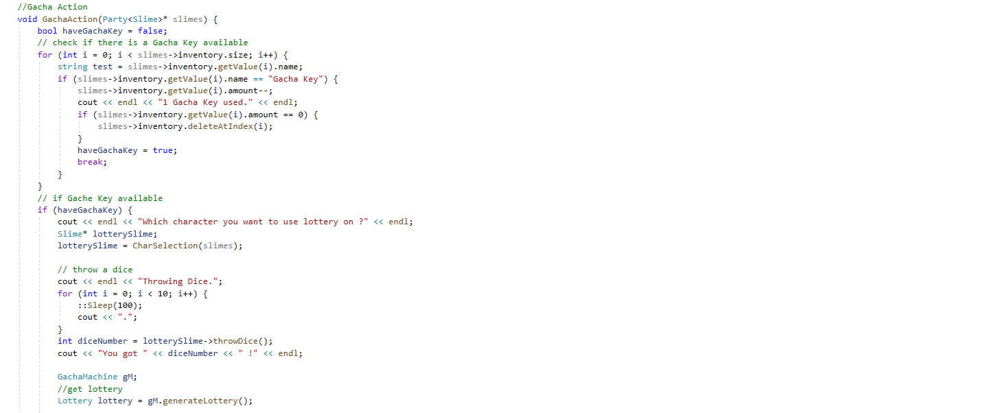 //Gacha Action
void GachaAction(Party<Slime>* slimes) {
    bool haveGachaKey = false;
    // check if there is a Gacha Key available
    for (int i = 0; i < slimes->inventory.size; i++) {
        string test = slimes->inventory.getValue(i).name;
        if (slimes->inventory.getValue(i).name == "Gacha Key") {
            slimes->inventory.getValue(i).amount--;
            cout << endl << "1 Gacha Key used." << endl;
            if (slimes->inventory.getValue(i).amount == 0) {
                slimes->inventory.deleteAtIndex(i);
            }
            haveGachaKey = true;
            break;
        }
    }
    // if Gache Key available
    if (haveGachaKey) {
        cout << endl << "Which character you want to use lottery on ?" << endl;
        Slime* lotterySlime;
        lotterySlime = CharSelection(slimes);

        // throw a dice
        cout << endl << "Throwing Dice.";
        for (int i = 0; i < 10; i++) {
            ::Sleep(100);
            cout << ".";
        }
        int diceNumber = lotterySlime->throwDice();
        cout << "You got " << diceNumber << " !" << endl;

        GachaMachine gM;
        //get lottery
        Lottery lottery = gM.generateLottery();